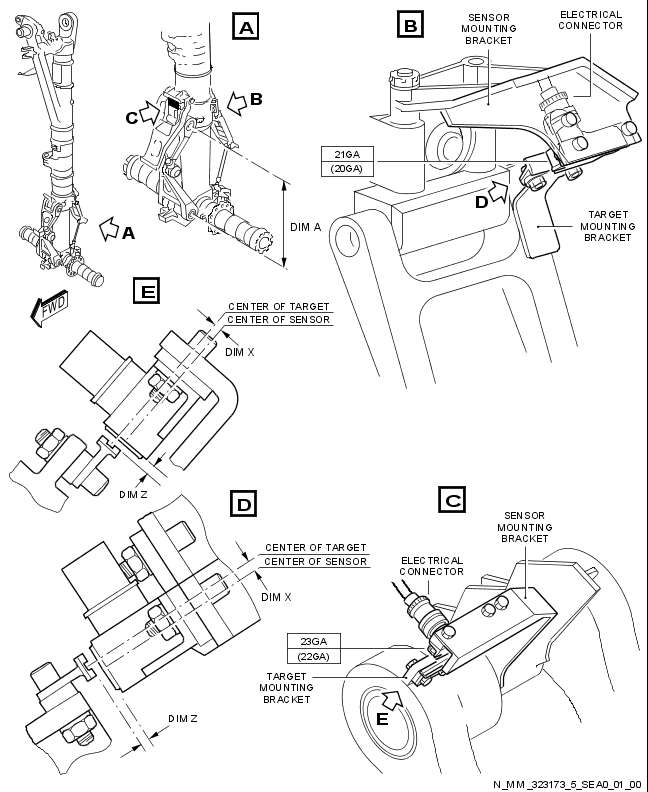 A
B
SENSOR
MOUNTING
BRACKET
ELECTRICAL
CONNECTOR
C
B
21GA
(20GA)
D
A
DIM A
TARGET
MOUNTING
BRACKET
FWD
E
CENTER OF TARGET
CENTER OF SENSOR
DIM X
DIM Z
D
C
SENSOR
MOUNTING
BRACKET
CENTER OF TARGET
CENTER OF SENSOR
DIM X
ELECTRICAL
CONNECTOR
23GA
(22GA)
TARGET
MOUNTING
BRACKET
E
DIM Z
N_MM_323173_5_SEA0_01_00